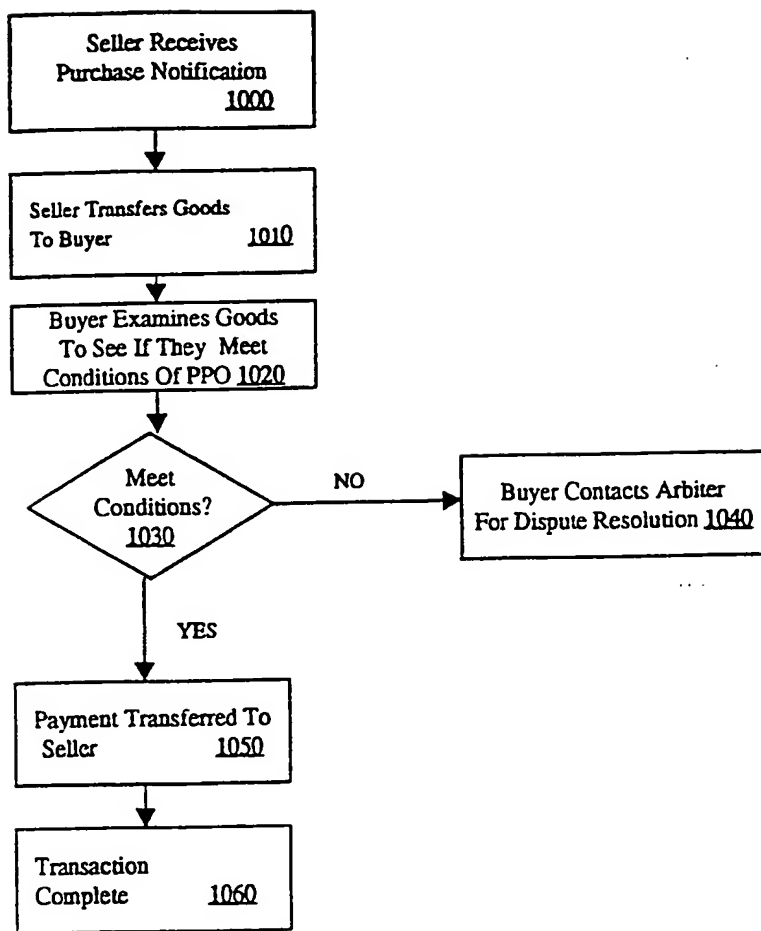 Seller Receives
Purchase Notification
1000
Seller Transfers Goods
To Buyer 1010
Buyer Examines Goods
To See If They Meet
Conditions Of PPO 1020
Meet
Conditions?
1030
NO
Buyer Contacts Arbiter
For Dispute Resolution 1040
YES
Payment Transferred To
Seller 1050
Transaction
Complete 1060